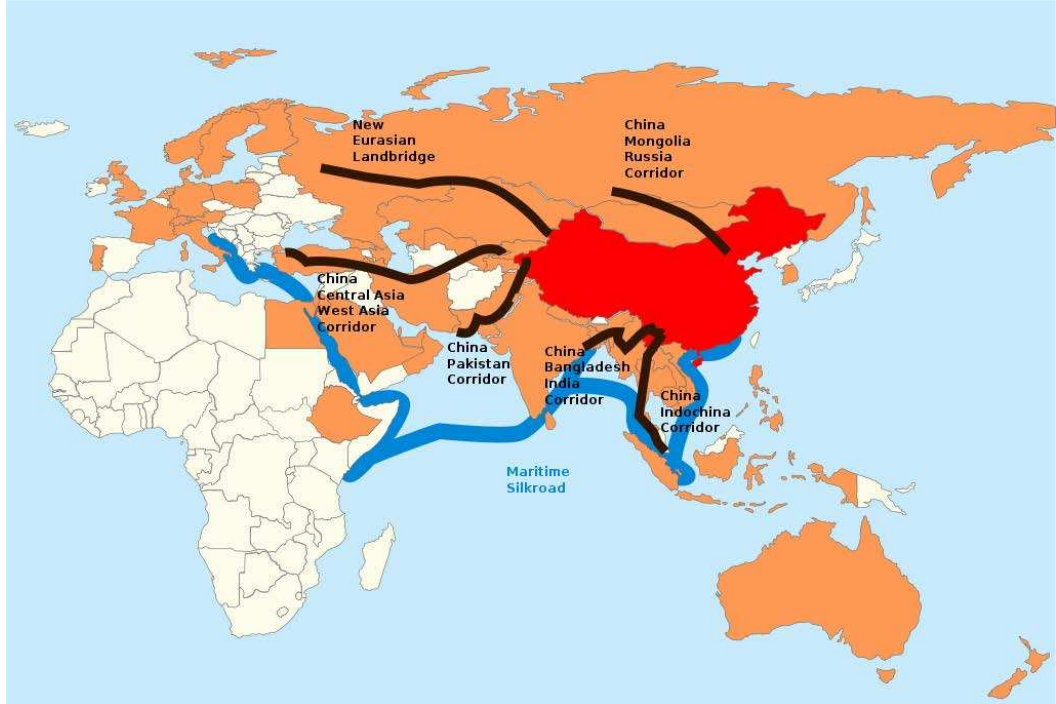 New
Eurasian
Landbridge
China
Mongolia
Russia
Corridor
China
Central Asia
West Asia
Corridor
China
Pakistan
Corridor
China
Bangladesh
India
Corridor
China
Indochina
Corridor
Maritime
Silkroad